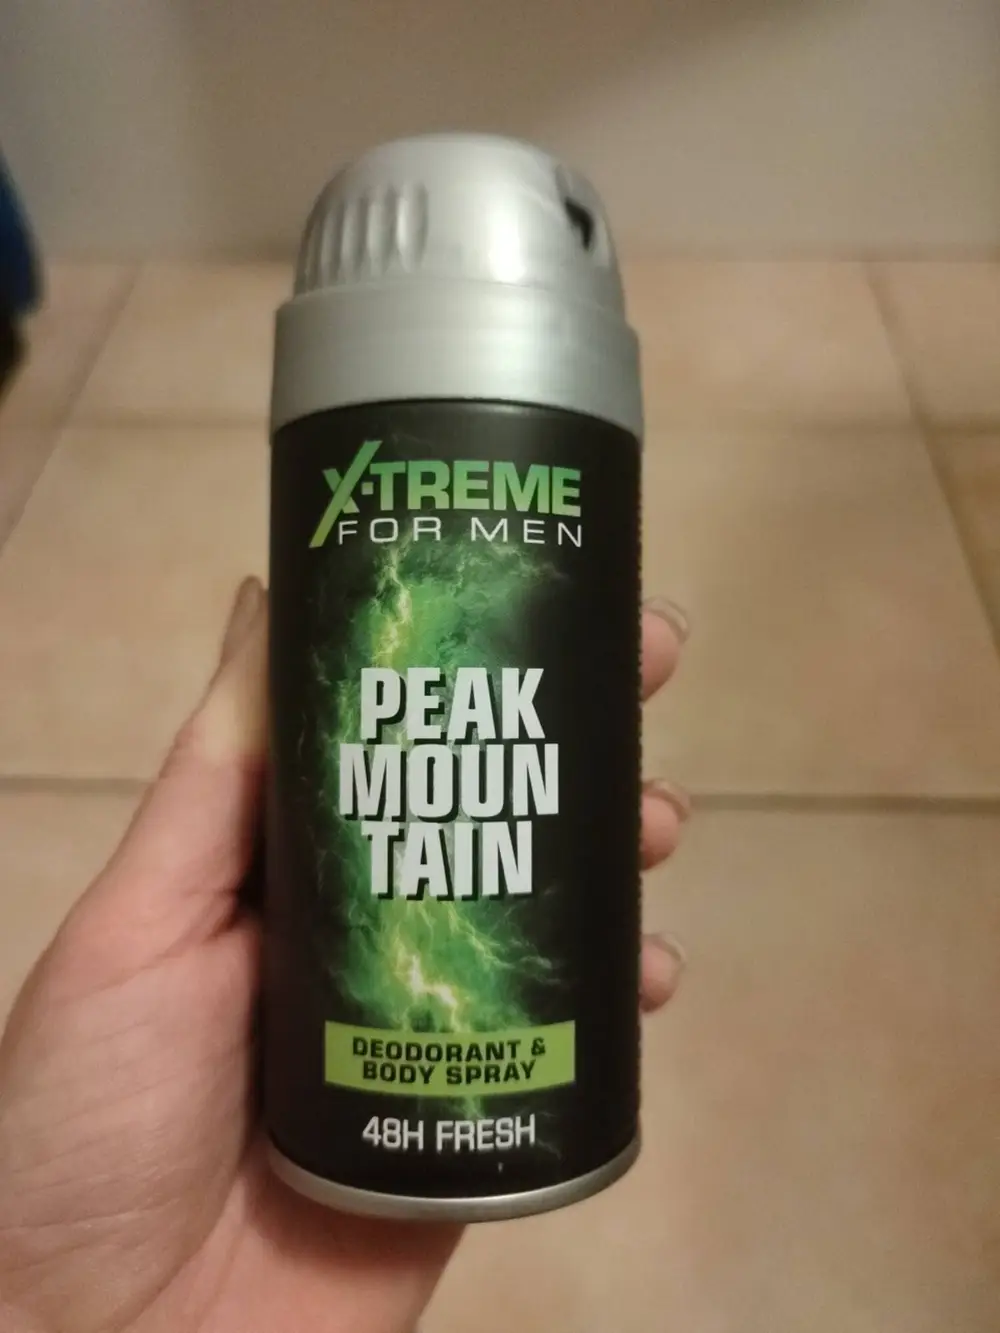 X-TREME
FOR MEN
PEAK
MOUN
TAIN
DEODORANT &
BODY SPRAY
48H FRESH